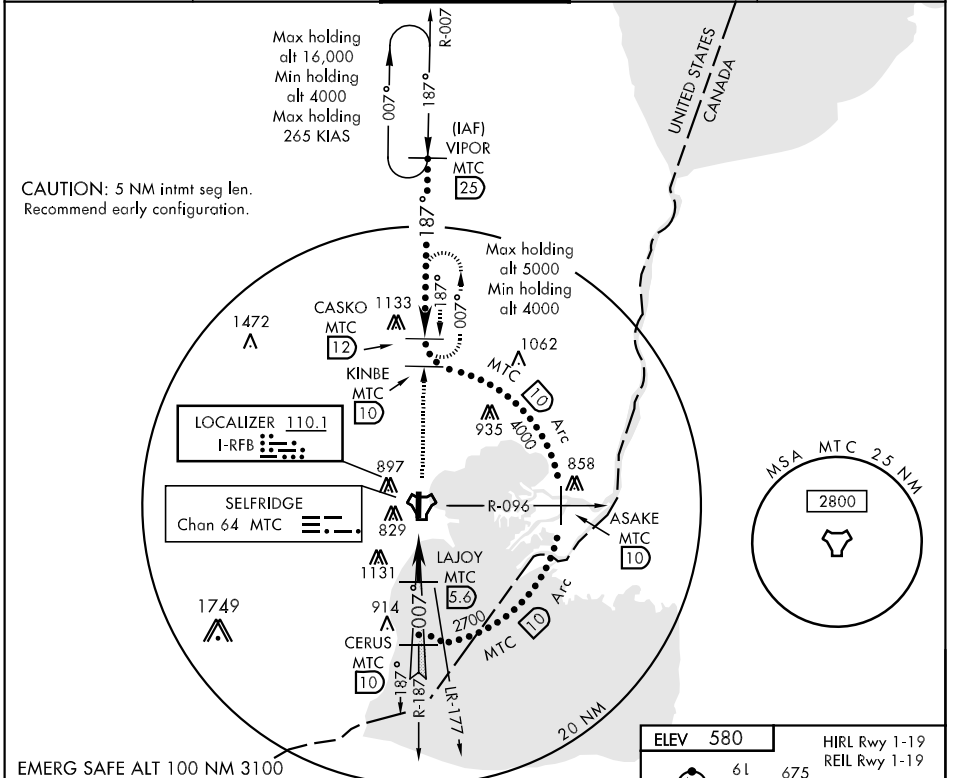 Max holding
alt 16,000
Min holding
alt 4000
Max holding
265 KIAS
R-007
007°
187°
(IAF)
VIPOR
MTC
25
UNITED STATES
CANADA
CAUTION: 5 NM intmt seg len.
Recommend early configuration.
187°
Max holding
alt 5000
Min holding
alt 4000
187°
007°
CASKO
MTC
12
1133
1472
1062
KINBE
MTC
10
MTC 10 Arc
4000
935
LOCALIZER 110.1
I-RFB
897
858
SELFRIDGE
Chan 64 MTC
829
R-096
ASAKE
MTC
10
MSA MTC 25 NM
2800
1131
LAJOY
MTC
5.6
1749
914
007°
2700
MTC 10 Arc
CERUS
MTC
10
187°
R-187
LR-177
20 NM
EMERG SAFE ALT 100 NM 3100
ELEV 580
HIRL Rwy 1-19
REIL Rwy 1-19
61
675